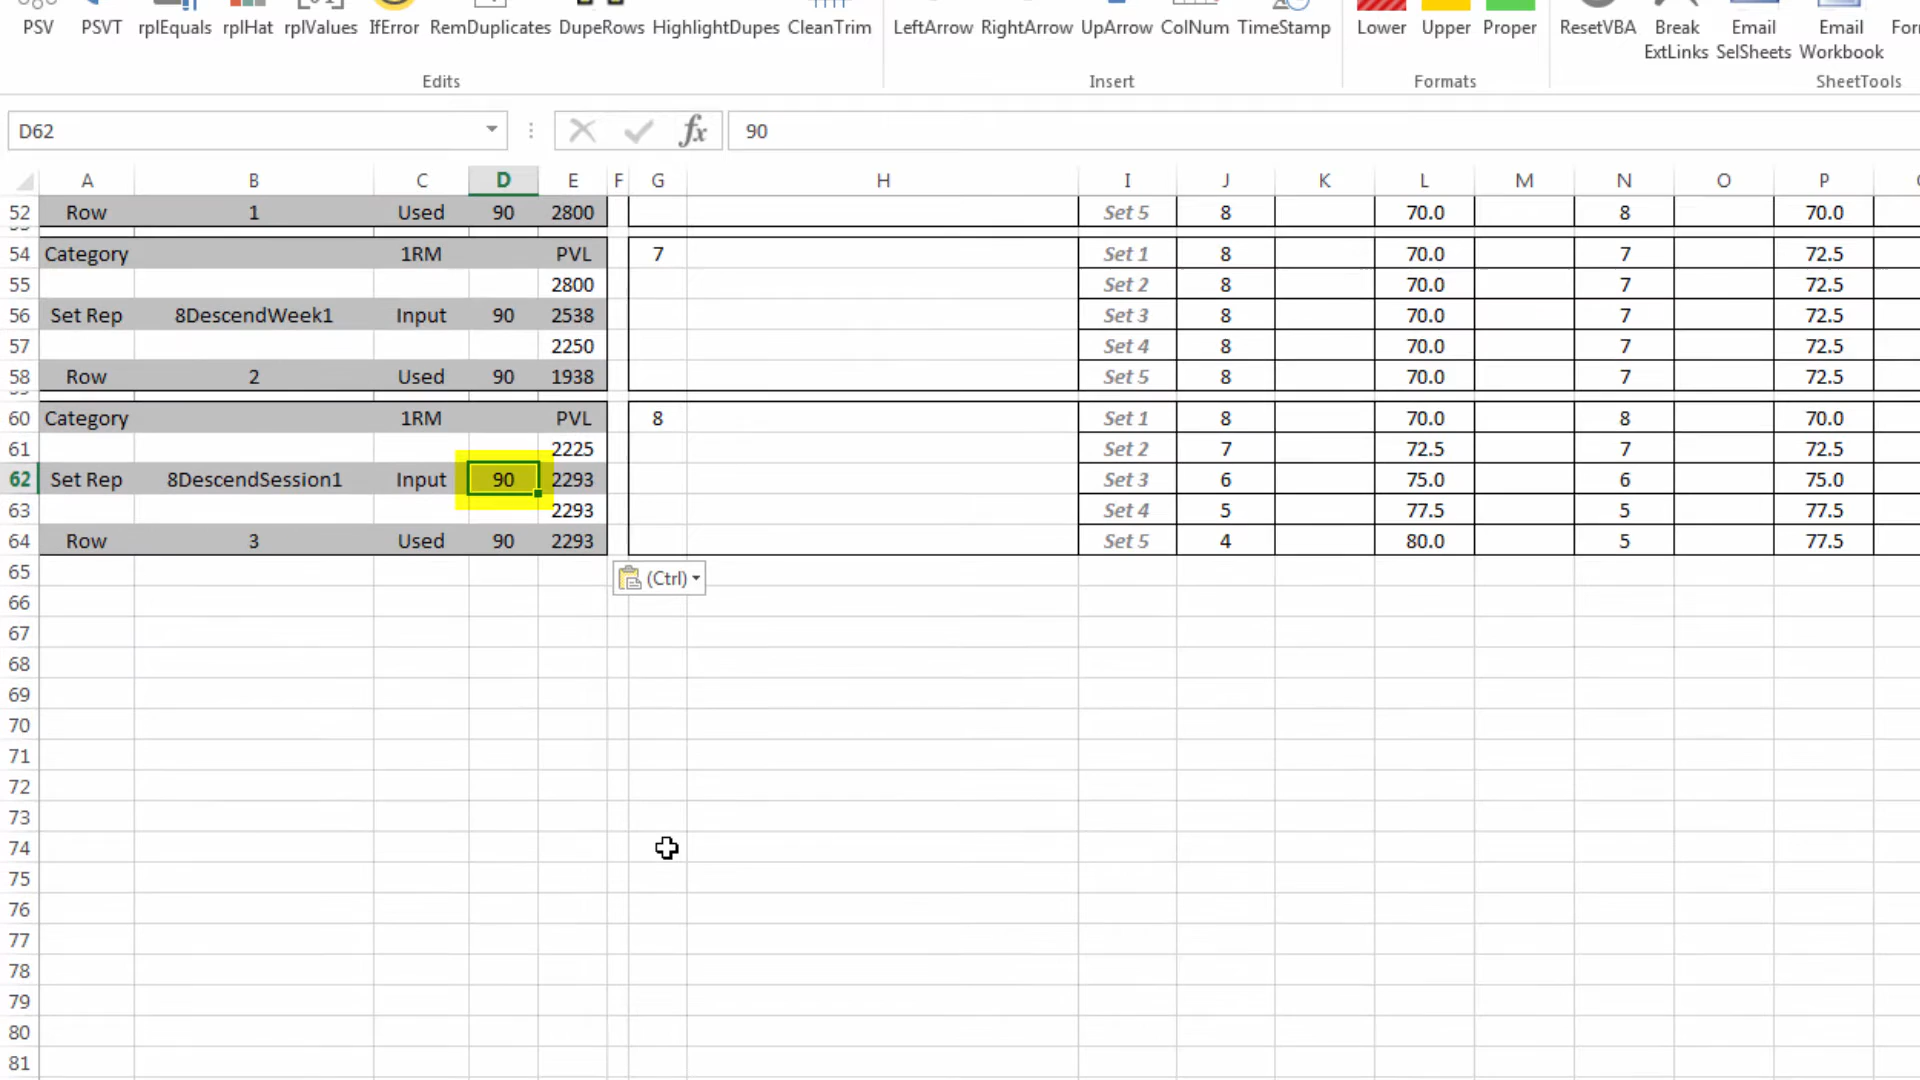 PSV PSVT rplEquals rplHat rplValues IfError RemDuplicates DupeRows HighlightDupes CleanTrim LeftArrow RightArrow UpArrow ColNum TimeStamp Lower Upper Proper ResetVBA Break Email Email
ExtLinks SelSheets Workbook
Edits Insert Formats SheetTools
D62 fx 90
A B C D E F G H I J K L M N O P
52 Row 1 Used 90 2800 Set 5 8 70.0 8 70.0
54 Category 1RM PVL 7 Set 1 8 70.0 7 72.5
55 2800 Set 2 8 70.0 7 72.5
56 Set Rep 8DescendWeek1 Input 90 2538 Set 3 8 70.0 7 72.5
57 2250 Set 4 8 70.0 7 72.5
58 Row 2 Used 90 1938 Set 5 8 70.0 7 72.5
60 Category 1RM PVL 8 Set 1 8 70.0 8 70.0
61 2225 Set 2 7 72.5 7 72.5
62 Set Rep 8DescendSession1 Input 90 2293 Set 3 6 75.0 6 75.0
63 2293 Set 4 5 77.5 5 77.5
64 Row 3 Used 90 2293 Set 5 4 80.0 5 77.5
65 (Ctrl)
66
67
68
69
70
71
72
73
74
75
76
77
78
79
80
81